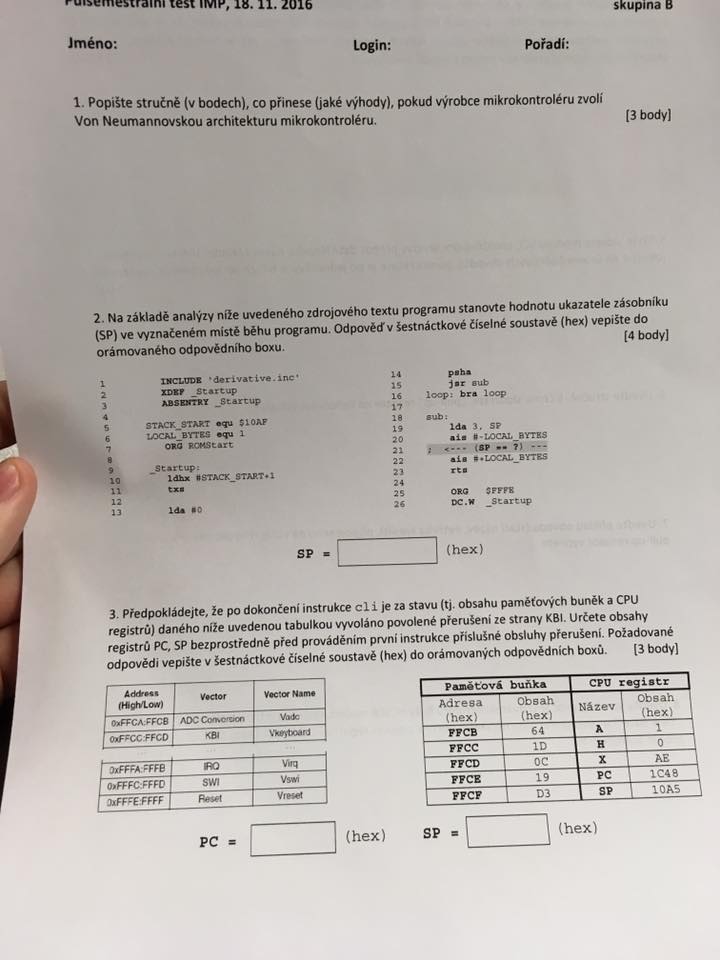 Půlsemestrální test IMP, 18. 11. 2016 skupina B
Jméno: Login: Pořadí:
1. Popište stručně (v bodech), co přinese (jaké výhody), pokud výrobce mikrokontroléru zvolí
Von Neumannovskou architekturu mikrokontroléru. [3 body]
2. Na základě analýzy níže uvedeného zdrojového textu programu stanovte hodnotu ukazatele zásobníku
(SP) ve vyznačeném místě běhu programu. Odpověď v šestnáctkové číselné soustavě (hex) vepište do
orámovaného odpovědního boxu. [4 body]
1 INCLUDE 'derivative.inc'
2 XDEF _Startup
3 ABSENTRY _Startup
4
5 STACK_START equ $10AF
6 LOCAL_BYTES equ 1
7 ORG ROMStart
8
9 _Startup:
10 ldhx #STACK_START+1
11 txs
12
13 lda #0
14 psha
15 jsr sub
16 loop: bra loop
17
18 sub:
19 lda 3, SP
20 ais #-LOCAL_BYTES
21 ; <--- (SP == ?) ---
22 ais #+LOCAL_BYTES
23 rts
24
25 ORG $FFFE
26 DC.W _Startup
SP = (hex)
3. Předpokládejte, že po dokončení instrukce cli je za stavu (tj. obsahu paměťových buněk a CPU
registrů) daného níže uvedenou tabulkou vyvoláno povolené přerušení ze strany KBI. Určete obsahy
registrů PC, SP bezprostředně před prováděním první instrukce příslušné obsluhy přerušení. Požadované
odpovědi vepište v šestnáctkové číselné soustavě (hex) do orámovaných odpovědních boxů. [3 body]
Address (High/Low) Vector Vector Name
0xFFCA:FFCB ADC Conversion Vadc
0xFFCC:FFCD KBI Vkeyboard
...
0xFFFA:FFFB IRQ Virq
0xFFFC:FFFD SWI Vswi
0xFFFE:FFFF Reset Vreset
Paměťová buňka CPU registr
Adresa (hex) Obsah (hex) Název Obsah (hex)
FFCB 64 A 1
FFCC 1D H 0
FFCD 0C X AE
FFCE 19 PC 1C48
FFCF D3 SP 10A5
PC = (hex) SP = (hex)